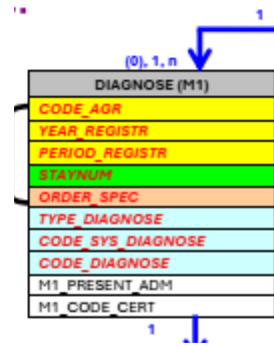 1
(0), 1, n
DIAGNOSE (M1)
CODE_AGR
YEAR_REGISTR
PERIOD_REGISTR
STAYNUM
ORDER_SPEC
TYPE_DIAGNOSE
CODE_SYS_DIAGNOSE
CODE_DIAGNOSE
M1_PRESENT_ADM
M1_CODE_CERT
1